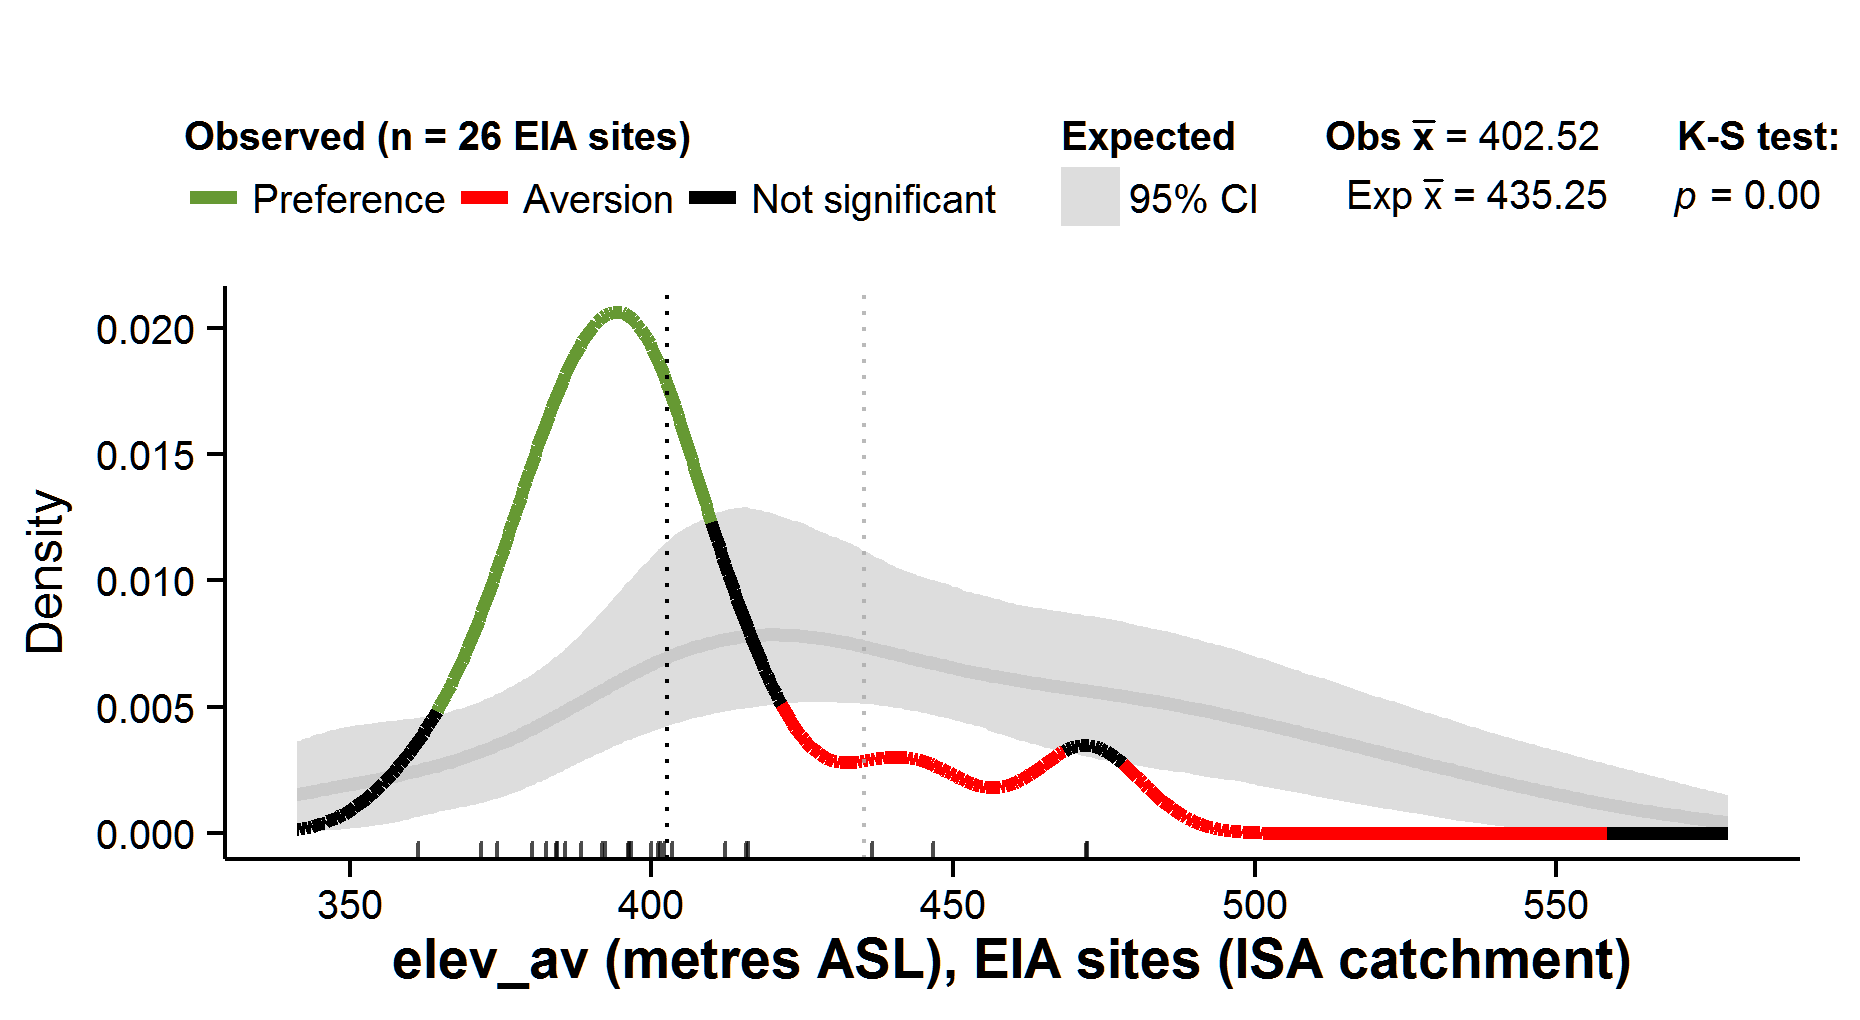 Observed (n = 26 EIA sites)
Preference Aversion Not significant
Expected
95% CI
Obs x̅ = 402.52
Exp x̅ = 435.25
K-S test:
p = 0.00
Density
0.020
0.015
0.010
0.005
0.000
350 400 450 500 550
elev_av (metres ASL), EIA sites (ISA catchment)